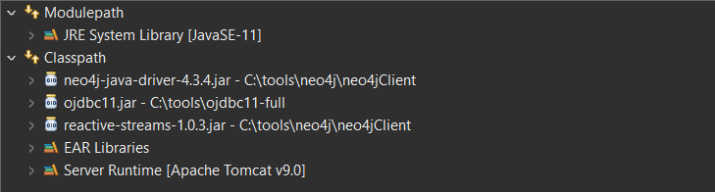 Modulepath
JRE System Library [JavaSE-11]
Classpath
neo4j-java-driver-4.3.4.jar - C:\tools\neo4j\neo4jClient
ojdbc11.jar - C:\tools\ojdbc11-full
reactive-streams-1.0.3.jar - C:\tools\neo4j\neo4jClient
EAR Libraries
Server Runtime [Apache Tomcat v9.0]